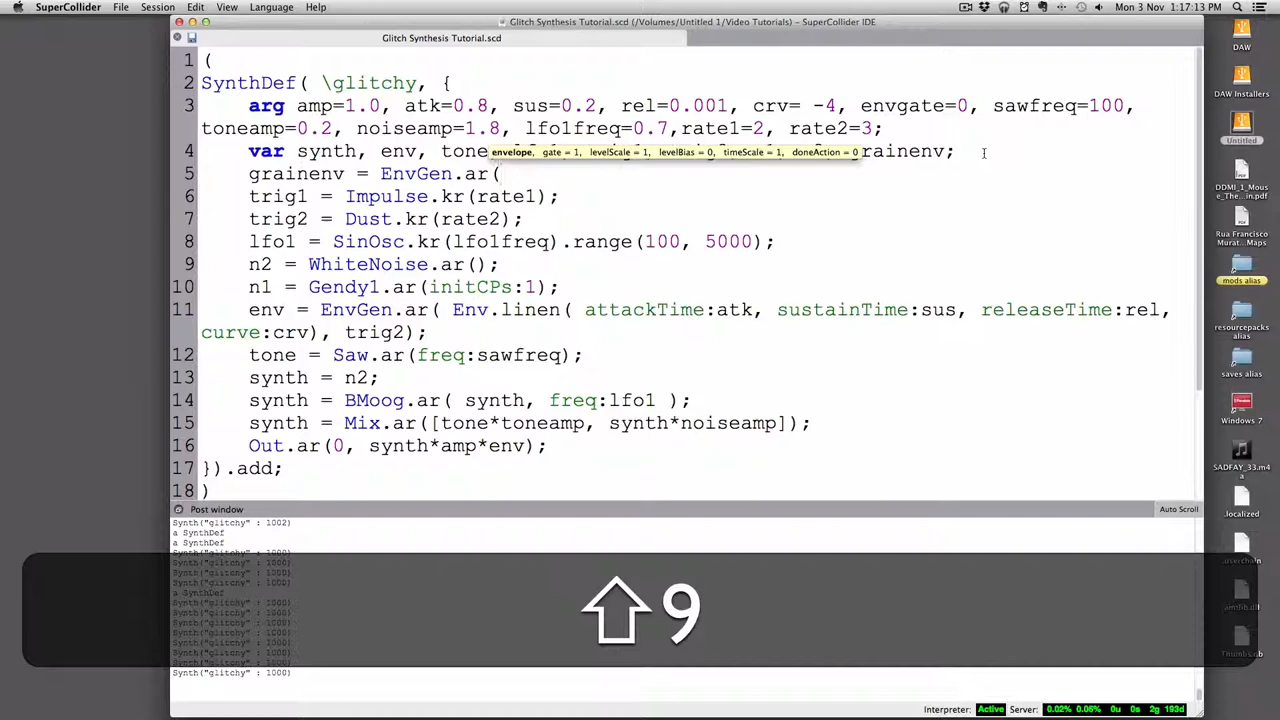 SuperCollider File Session Edit View Language Help Mon 3 Nov 1:17:13 PM
Glitch Synthesis Tutorial.scd (/Volumes/Untitled 1/Video Tutorials) – SuperCollider IDE
Glitch Synthesis Tutorial.scd
1 (
2 SynthDef( \glitchy, {
3 arg amp=1.0, atk=0.8, sus=0.2, rel=0.001, crv= -4, envgate=0, sawfreq=100,
toneamp=0.2, noiseamp=1.8, lfo1freq=0.7,rate1=2, rate2=3;
4 var synth, env, tone grainenv;
envelope, gate = 1, levelScale = 1, levelBias = 0, timeScale = 1, doneAction = 0
5 grainenv = EnvGen.ar(
6 trig1 = Impulse.kr(rate1);
7 trig2 = Dust.kr(rate2);
8 lfo1 = SinOsc.kr(lfo1freq).range(100, 5000);
9 n2 = WhiteNoise.ar();
10 n1 = Gendy1.ar(initCPs:1);
11 env = EnvGen.ar( Env.linen( attackTime:atk, sustainTime:sus, releaseTime:rel,
curve:crv), trig2);
12 tone = Saw.ar(freq:sawfreq);
13 synth = n2;
14 synth = BMoog.ar( synth, freq:lfo1 );
15 synth = Mix.ar([tone*toneamp, synth*noiseamp]);
16 Out.ar(0, synth*amp*env);
17 }).add;
18 )
Post window Auto Scroll
Synth("glitchy" : 1002)
a SynthDef
a SynthDef
Synth("glitchy" : 1000)
Synth("glitchy" : 1000)
Synth("glitchy" : 1000)
Synth("glitchy" : 1000)
a SynthDef
Synth("glitchy" : 1000)
Synth("glitchy" : 1000)
Synth("glitchy" : 1000)
Synth("glitchy" : 1000)
Synth("glitchy" : 1000)
Synth("glitchy" : 1000)
Synth("glitchy" : 1000)
Synth("glitchy" : 1000)
9
Interpreter: Active Server: 0.02% 0.06% 0u 0s 2g 193d
DAW
DAW Installers
Untitled
DDMI_1_Mous
e_The...in.pdf
Rua Francisco
Murat...Maps
mods alias
resourcepacks
alias
saves alias
Windows 7
SADFAY_33.m4
a
.localized
Thumbs.db